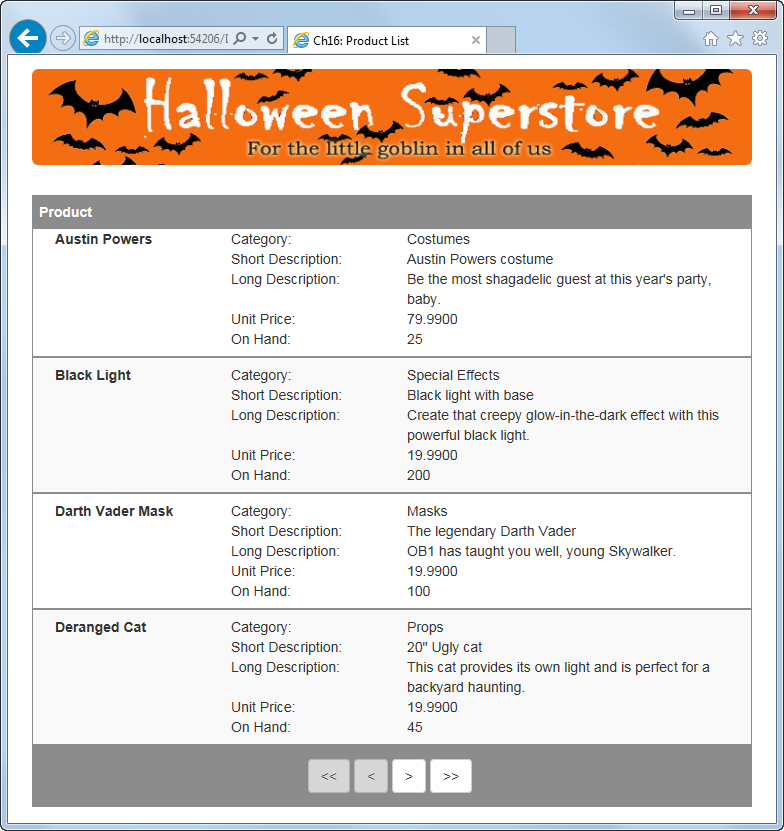 http://localhost:54206/
Ch16: Product List
Halloween Superstore
For the little goblin in all of us
Product
Austin Powers Category: Costumes
Short Description: Austin Powers costume
Long Description: Be the most shagadelic guest at this year's party,
baby.
Unit Price: 79.9900
On Hand: 25
Black Light Category: Special Effects
Short Description: Black light with base
Long Description: Create that creepy glow-in-the-dark effect with this
powerful black light.
Unit Price: 19.9900
On Hand: 200
Darth Vader Mask Category: Masks
Short Description: The legendary Darth Vader
Long Description: OB1 has taught you well, young Skywalker.
Unit Price: 19.9900
On Hand: 100
Deranged Cat Category: Props
Short Description: 20" Ugly cat
Long Description: This cat provides its own light and is perfect for a
backyard haunting.
Unit Price: 19.9900
On Hand: 45
<< < > >>